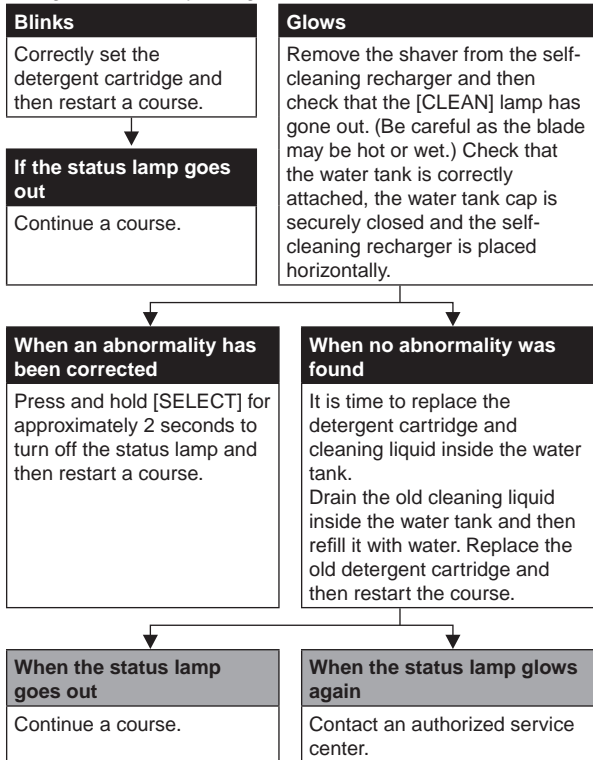 Blinks
Correctly set the
detergent cartridge and
then restart a course.
If the status lamp goes
out
Continue a course.
Glows
Remove the shaver from the self-
cleaning recharger and then
check that the [CLEAN] lamp has
gone out. (Be careful as the blade
may be hot or wet.) Check that
the water tank is correctly
attached, the water tank cap is
securely closed and the self-
cleaning recharger is placed
horizontally.
When an abnormality has
been corrected
Press and hold [SELECT] for
approximately 2 seconds to
turn off the status lamp and
then restart a course.
When no abnormality was
found
It is time to replace the
detergent cartridge and
cleaning liquid inside the water
tank.
Drain the old cleaning liquid
inside the water tank and then
refill it with water. Replace the
old detergent cartridge and
then restart the course.
When the status lamp
goes out
Continue a course.
When the status lamp glows
again
Contact an authorized service
center.